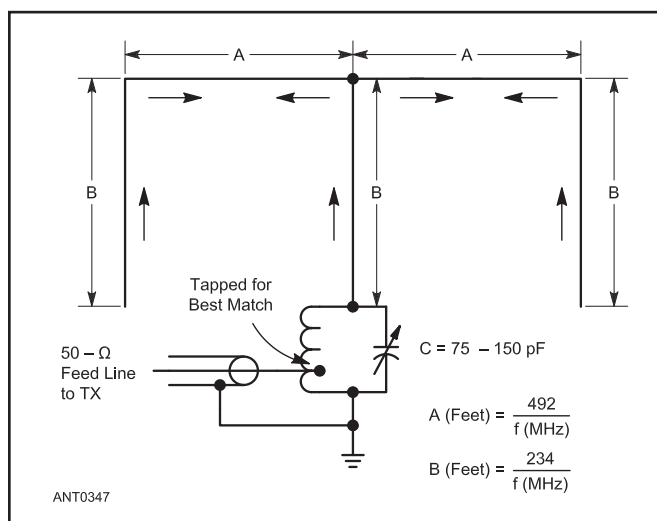 A
A
B
B
B
Tapped for
Best Match
50 – Ω
Feed Line
to TX
C = 75 – 150 pF
A (Feet) = 492
f (MHz)
B (Feet) = 234
f (MHz)
ANT0347